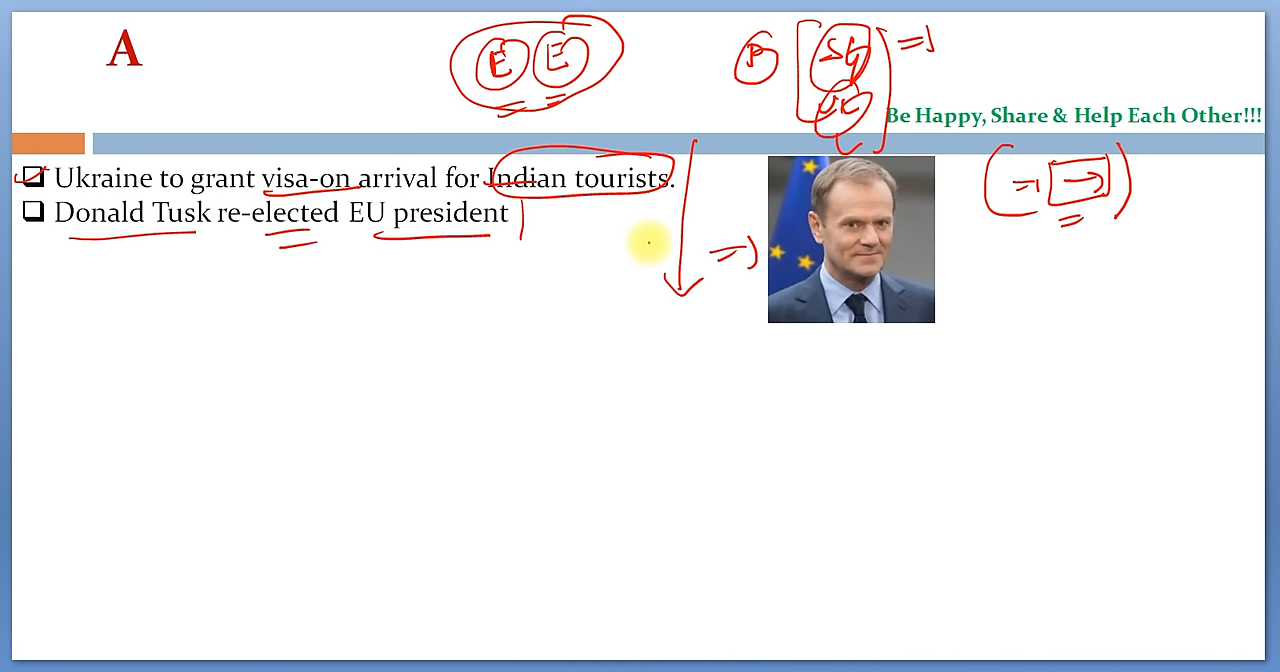 A
E E
Be Happy, Share & Help Each Other!!!
Ukraine to grant visa-on arrival for Indian tourists.
Donald Tusk re-elected EU president